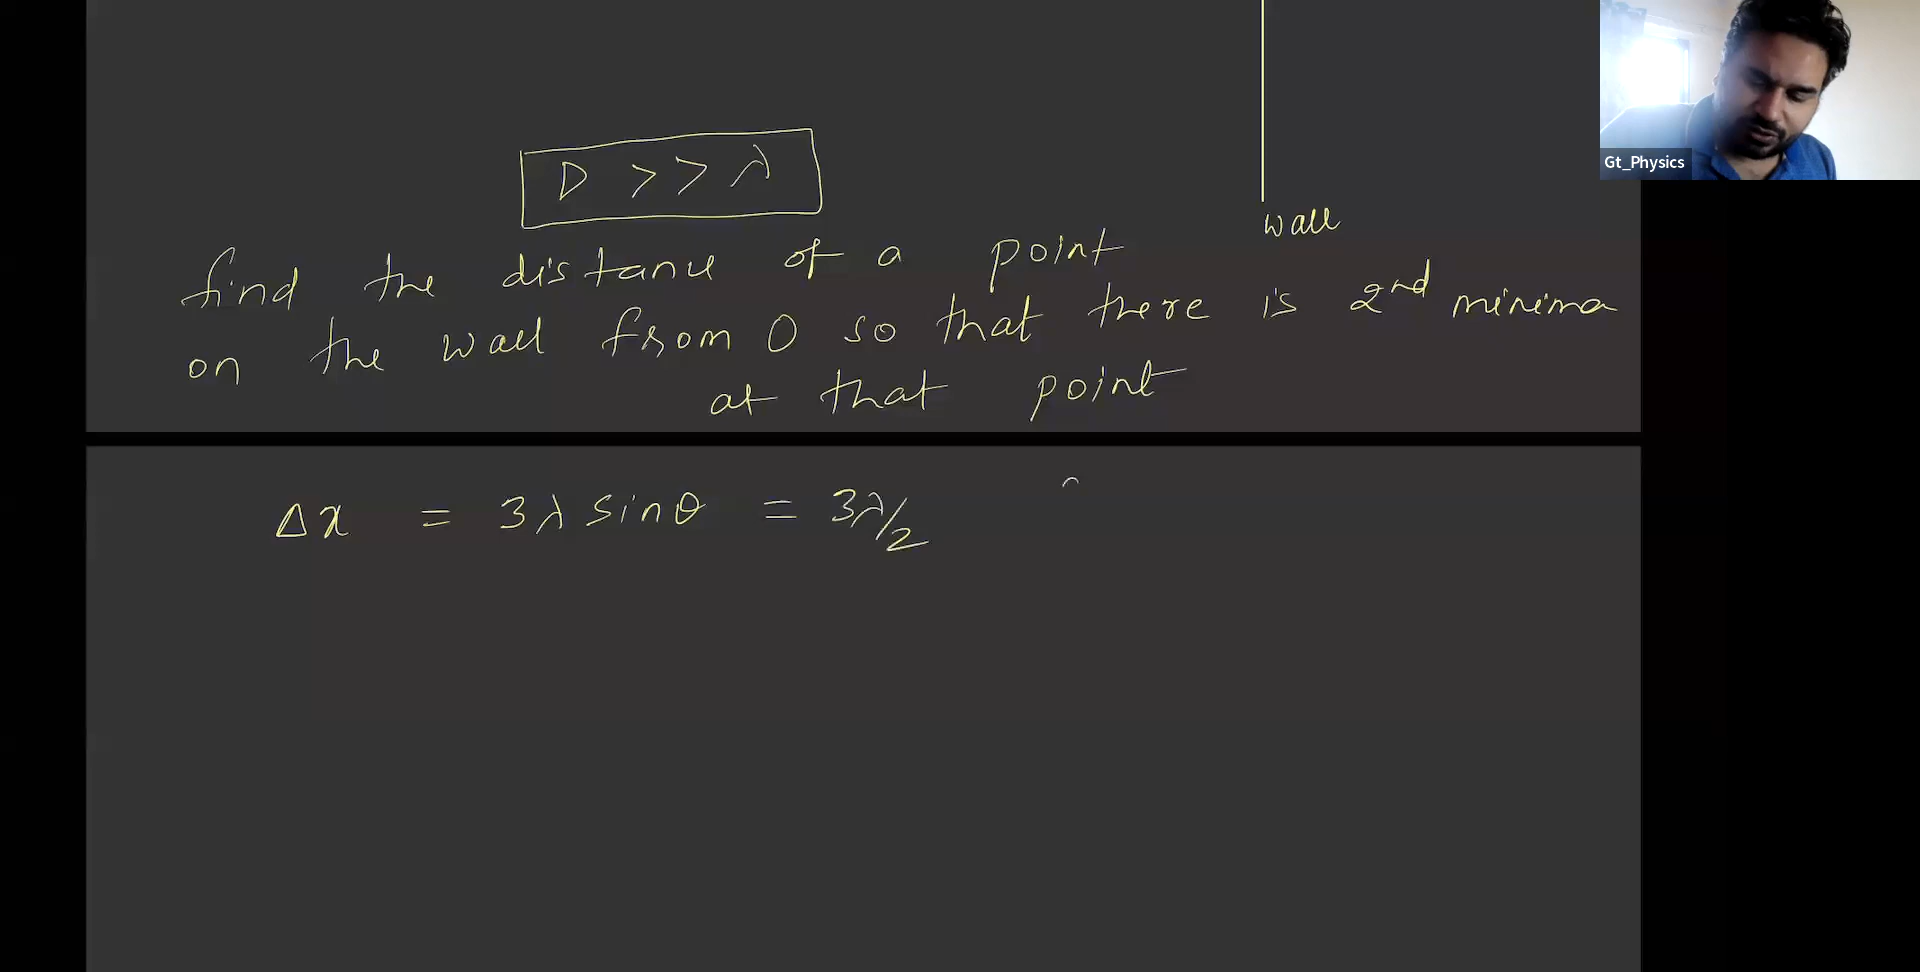 D >> λ
Gt_Physics
wall
find the distance of a point
on the wall from O so that there is 2nd minima
at that point
Δx = 3λ sinθ = 3λ/2